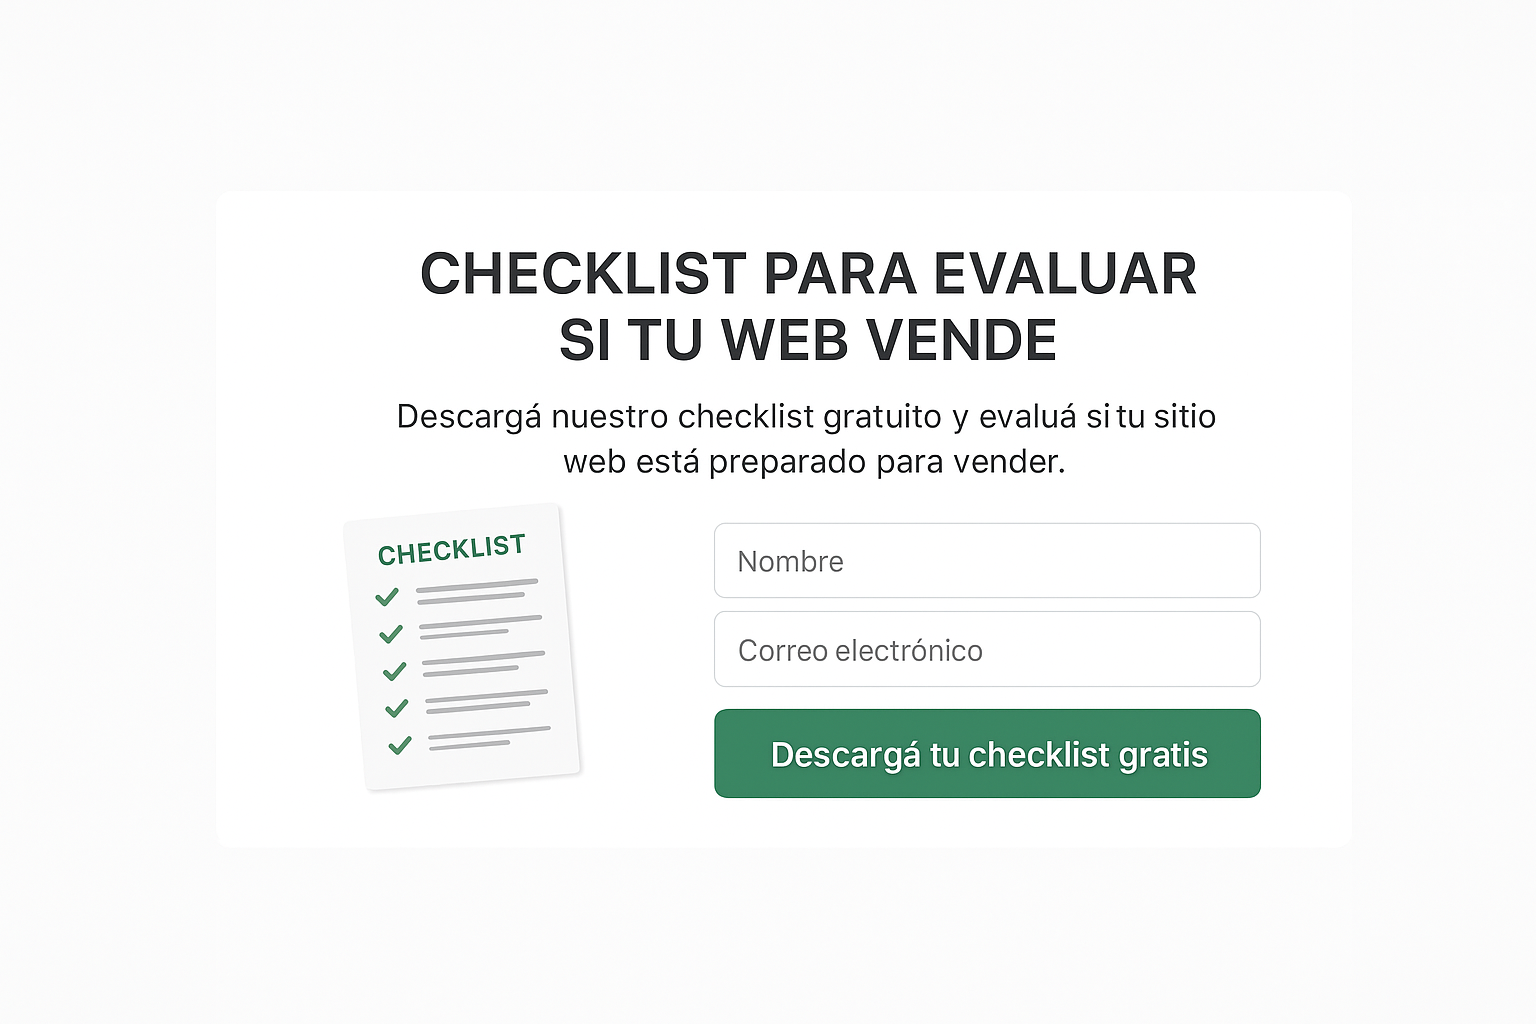 CHECKLIST PARA EVALUAR
SI TU WEB VENDE
Descargá nuestro checklist gratuito y evaluá si tu sitio
web está preparado para vender.
CHECKLIST
Nombre
Correo electrónico
Descargá tu checklist gratis